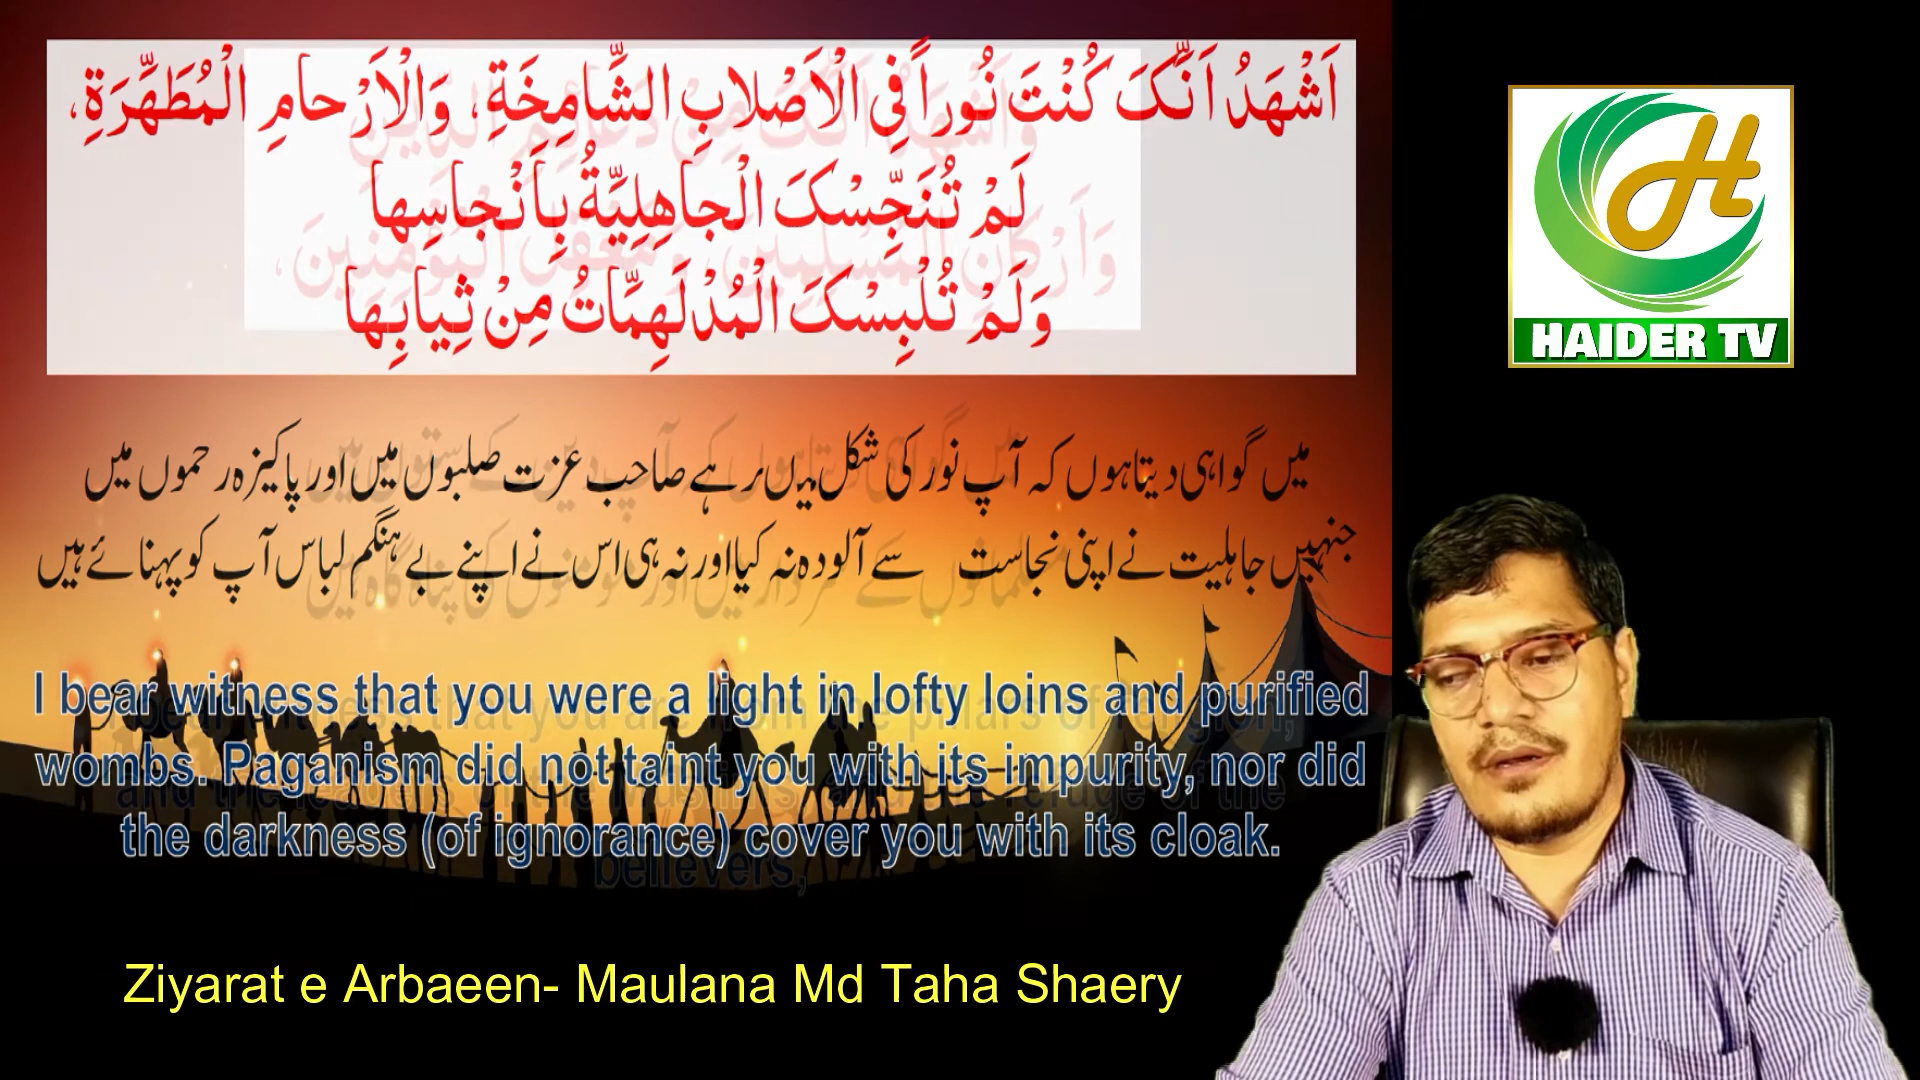 اَشْهَدُ اَنَّکَ کُنْتَ نُوراً فِی الْاَصْلابِ الشَّامِخَةِ، وَالْاَرْحامِ الْمُطَهَّرَةِ،
لَمْ تُنَجِّسْکَ الْجاهِلِیَّةُ بِاَنْجاسِها
وَلَمْ تُلْبِسْکَ الْمُدْلَهِمّاتُ مِنْ ثِیابِها
میں گواہی دیتا ہوں کہ آپ نور کی شکل میں رہے صاحب عزت صلبوں میں اور پاکیزہ رحموں میں
جنہیں جاہلیت نے اپنی نجاست سے آلودہ نہ کیا اور نہ ہی اس نے اپنے بے ہنگم لباس آپ کو پہنائے ہیں
I bear witness that you were a light in lofty loins and purified
wombs. Paganism did not taint you with its impurity, nor did
the darkness (of ignorance) cover you with its cloak.
believers,
Ziyarat e Arbaeen- Maulana Md Taha Shaery
H
HAIDER TV